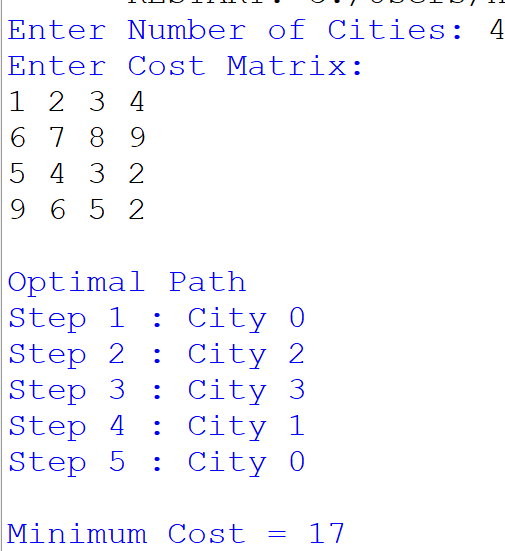 Enter Number of Cities: 4
Enter Cost Matrix:
1 2 3 4
6 7 8 9
5 4 3 2
9 6 5 2
Optimal Path
Step 1 : City 0
Step 2 : City 2
Step 3 : City 3
Step 4 : City 1
Step 5 : City 0
Minimum Cost = 17